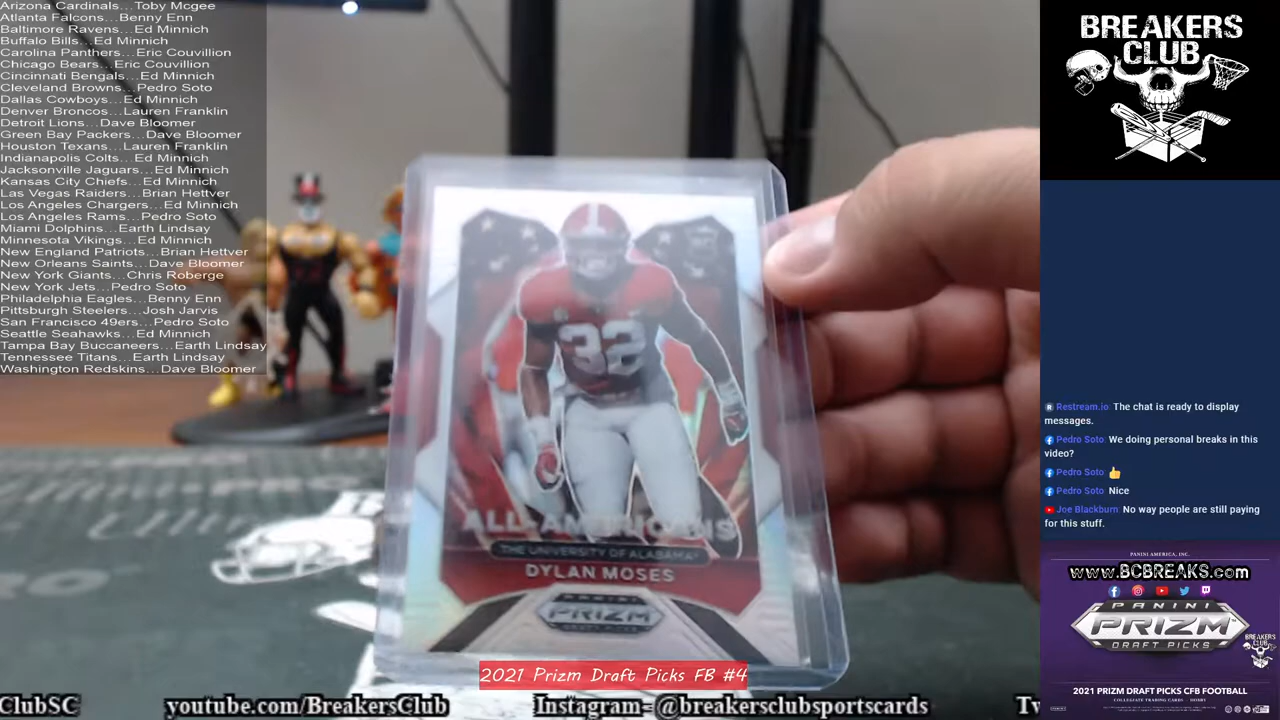 Arizona Cardinals...Toby Mcgee
Atlanta Falcons...Benny Enn
Baltimore Ravens...Ed Minnich
Buffalo Bills...Ed Minnich
Carolina Panthers...Eric Couvillion
Chicago Bears...Eric Couvillion
Cincinnati Bengals...Ed Minnich
Cleveland Browns...Pedro Soto
Dallas Cowboys...Ed Minnich
Denver Broncos...Lauren Franklin
Detroit Lions...Dave Bloomer
Green Bay Packers...Dave Bloomer
Houston Texans...Lauren Franklin
Indianapolis Colts...Ed Minnich
Jacksonville Jaguars...Ed Minnich
Kansas City Chiefs...Ed Minnich
Las Vegas Raiders...Brian Hettver
Los Angeles Chargers...Ed Minnich
Los Angeles Rams...Pedro Soto
Miami Dolphins...Earth Lindsay
Minnesota Vikings...Ed Minnich
New England Patriots...Brian Hettver
New Orleans Saints...Dave Bloomer
New York Giants...Chris Roberge
New York Jets...Pedro Soto
Philadelphia Eagles...Benny Enn
Pittsburgh Steelers...Josh Jarvis
San Francisco 49ers...Pedro Soto
Seattle Seahawks...Ed Minnich
Tampa Bay Buccaneers...Earth Lindsay
Tennessee Titans...Earth Lindsay
Washington Redskins...Dave Bloomer
32
ALL-AMERICANS
THE UNIVERSITY OF ALABAMA
DYLAN MOSES
PANINI
PRIZM
DRAFT PICKS
2021 Prizm Draft Picks FB #4
ClubSC youtube.com/BreakersClub Instagram - @breakersclubsportscards Tw
BREAKERS
CLUB
Restream.io The chat is ready to display
messages.
Pedro Soto We doing personal breaks in this
video?
Pedro Soto 👍
Pedro Soto Nice
Joe Blackburn No way people are still paying
for this stuff.
PANINI AMERICA, INC.
www.BCBREAKS.com
PANINI
PRIZM
DRAFT PICKS
BREAKERS
CLUB
2021 PRIZM DRAFT PICKS CFB FOOTBALL
COLLEGIATE TRADING CARDS - HOBBY